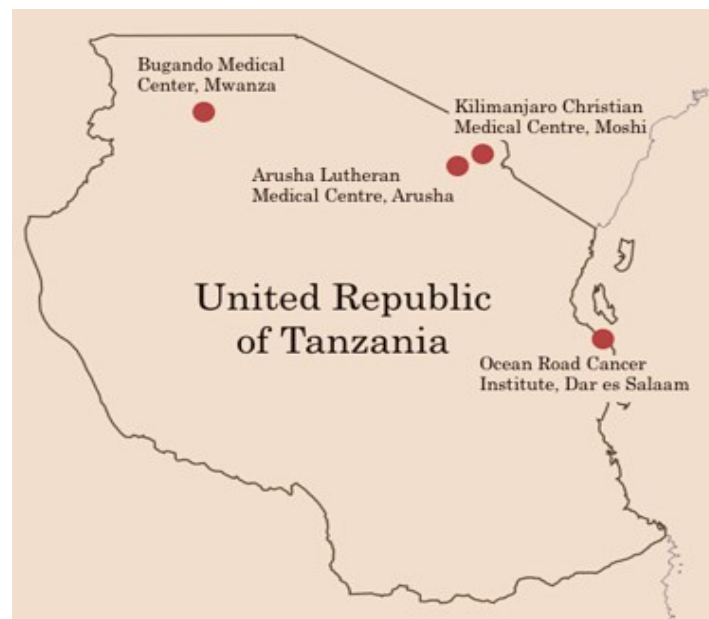 Bugando Medical
Center, Mwanza
Kilimanjaro Christian
Medical Centre, Moshi
Arusha Lutheran
Medical Centre, Arusha
United Republic
of Tanzania
Ocean Road Cancer
Institute, Dar es Salaam